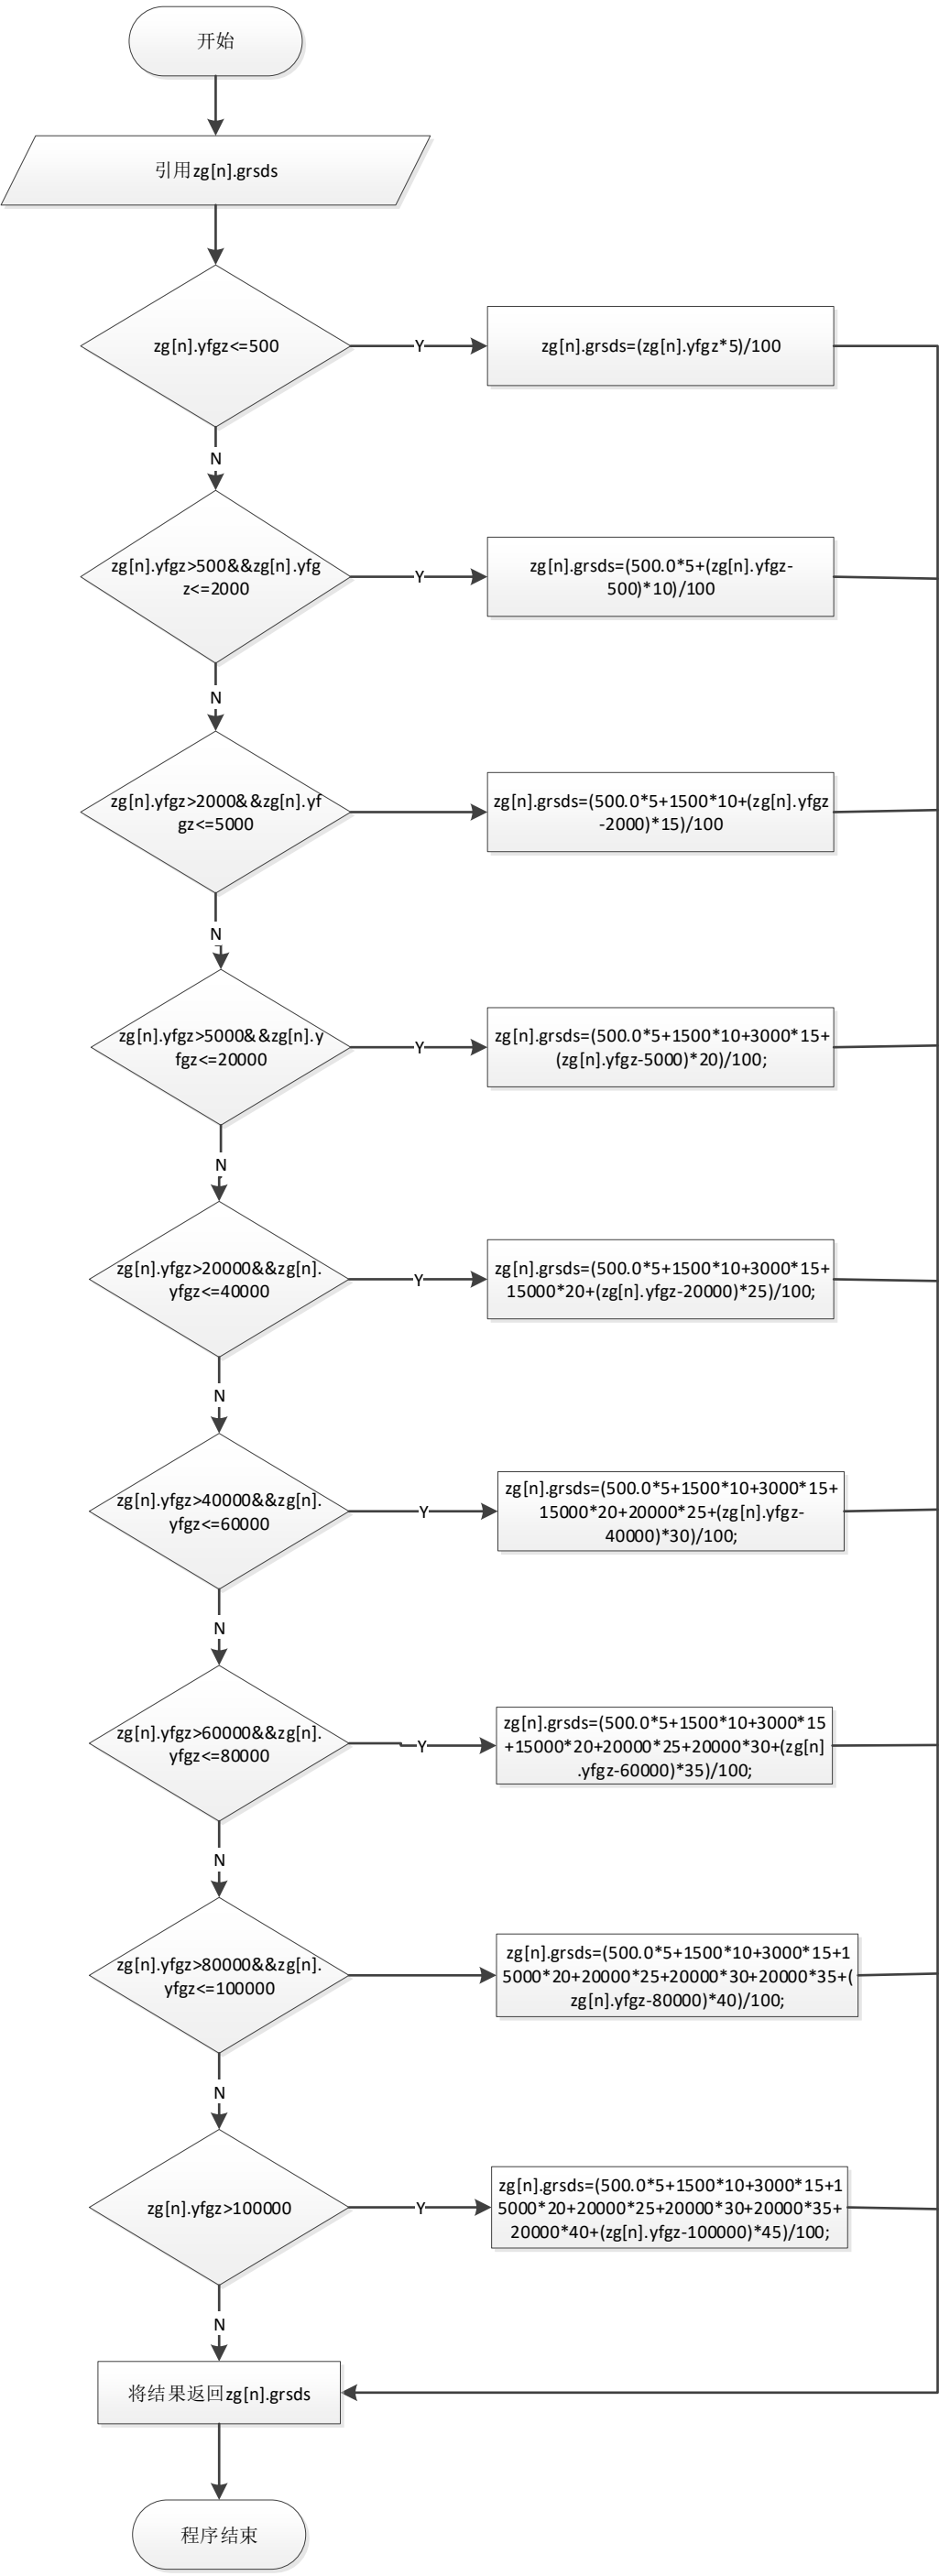 开始
引用zg[n].grsds
zg[n].yfgz<=500
Y
zg[n].grsds=(zg[n].yfgz*5)/100
N
zg[n].yfgz>500&&zg[n].yfg
z<=2000
Y
zg[n].grsds=(500.0*5+(zg[n].yfgz-
500)*10)/100
N
zg[n].yfgz>2000&&zg[n].yf
gz<=5000
zg[n].grsds=(500.0*5+1500*10+(zg[n].yfgz
-2000)*15)/100
N
zg[n].yfgz>5000&&zg[n].y
fgz<=20000
Y
zg[n].grsds=(500.0*5+1500*10+3000*15+
(zg[n].yfgz-5000)*20)/100;
N
zg[n].yfgz>20000&&zg[n].
yfgz<=40000
Y
zg[n].grsds=(500.0*5+1500*10+3000*15+
15000*20+(zg[n].yfgz-20000)*25)/100;
N
zg[n].yfgz>40000&&zg[n].
yfgz<=60000
Y
zg[n].grsds=(500.0*5+1500*10+3000*15+
15000*20+20000*25+(zg[n].yfgz-
40000)*30)/100;
N
zg[n].yfgz>60000&&zg[n].
yfgz<=80000
Y
zg[n].grsds=(500.0*5+1500*10+3000*15
+15000*20+20000*25+20000*30+(zg[n]
.yfgz-60000)*35)/100;
N
zg[n].yfgz>80000&&zg[n].
yfgz<=100000
zg[n].grsds=(500.0*5+1500*10+3000*15+1
5000*20+20000*25+20000*30+20000*35+(
zg[n].yfgz-80000)*40)/100;
N
zg[n].yfgz>100000
Y
zg[n].grsds=(500.0*5+1500*10+3000*15+1
5000*20+20000*25+20000*30+20000*35+
20000*40+(zg[n].yfgz-100000)*45)/100;
N
将结果返回zg[n].grsds
程序结束